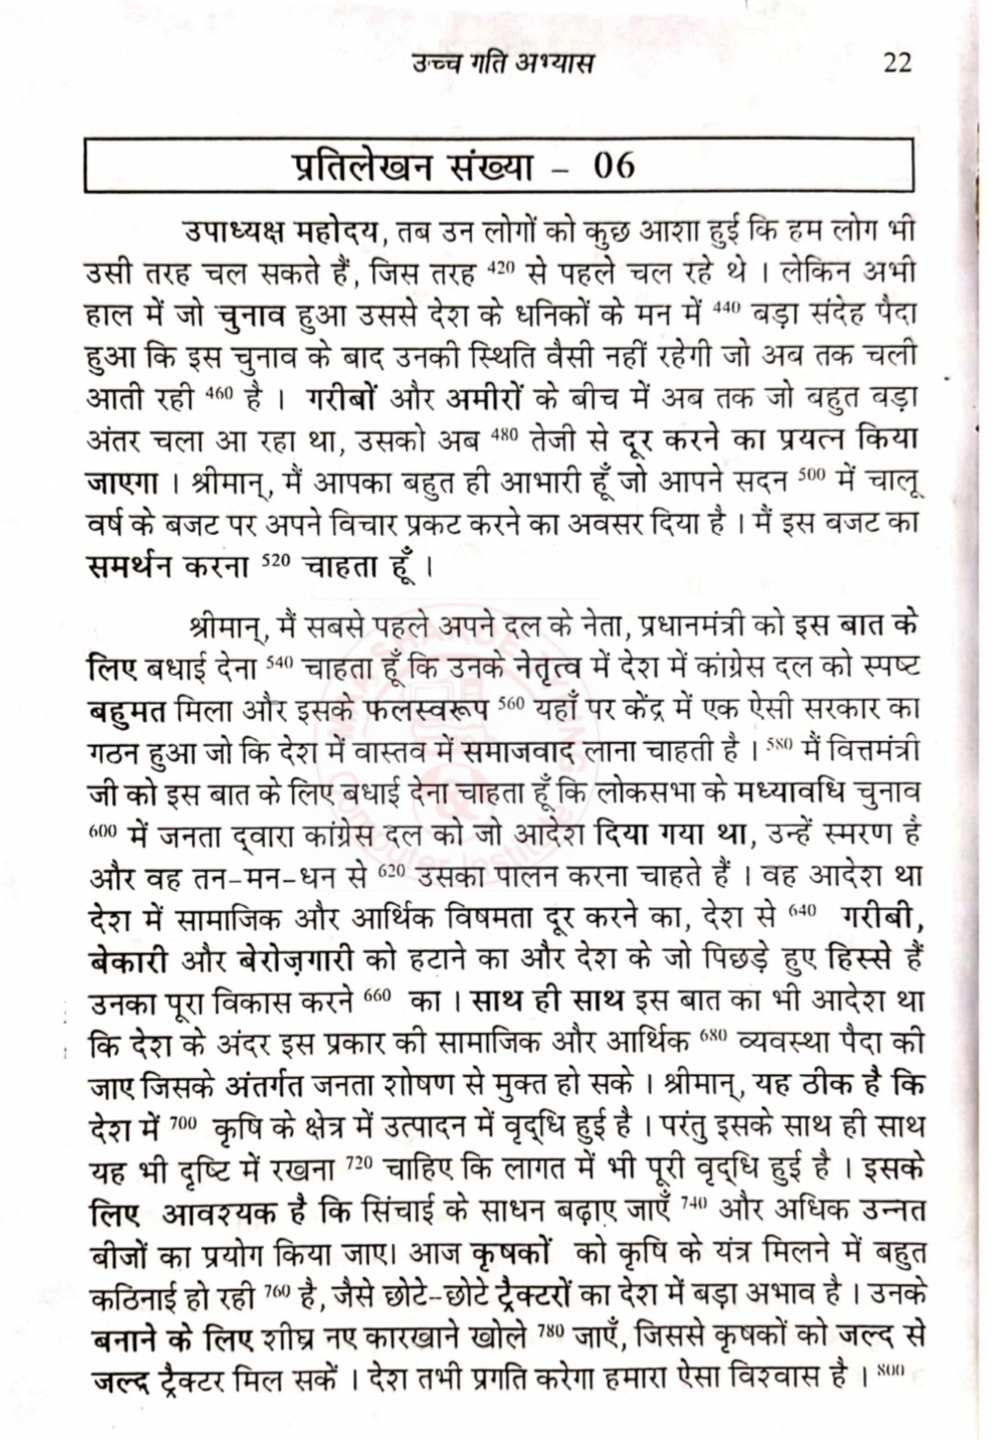 उच्च गति अभ्यास 22
प्रतिलेखन संख्या – 06
उपाध्यक्ष महोदय, तब उन लोगों को कुछ आशा हुई कि हम लोग भी
उसी तरह चल सकते हैं, जिस तरह 420 से पहले चल रहे थे । लेकिन अभी
हाल में जो चुनाव हुआ उससे देश के धनिकों के मन में 440 बड़ा संदेह पैदा
हुआ कि इस चुनाव के बाद उनकी स्थिति वैसी नहीं रहेगी जो अब तक चली
आती रही 460 है । गरीबों और अमीरों के बीच में अब तक जो बहुत बड़ा
अंतर चला आ रहा था, उसको अब 480 तेजी से दूर करने का प्रयत्न किया
जाएगा । श्रीमान्, मैं आपका बहुत ही आभारी हूँ जो आपने सदन 500 में चालू
वर्ष के बजट पर अपने विचार प्रकट करने का अवसर दिया है । मैं इस बजट का
समर्थन करना 520 चाहता हूँ ।
श्रीमान्, मैं सबसे पहले अपने दल के नेता, प्रधानमंत्री को इस बात के
लिए बधाई देना 540 चाहता हूँ कि उनके नेतृत्व में देश में कांग्रेस दल को स्पष्ट
बहुमत मिला और इसके फलस्वरूप 560 यहाँ पर केंद्र में एक ऐसी सरकार का
गठन हुआ जो कि देश में वास्तव में समाजवाद लाना चाहती है । 580 मैं वित्तमंत्री
जी को इस बात के लिए बधाई देना चाहता हूँ कि लोकसभा के मध्यावधि चुनाव
600 में जनता द्वारा कांग्रेस दल को जो आदेश दिया गया था, उन्हें स्मरण है
और वह तन-मन-धन से 620 उसका पालन करना चाहते हैं । वह आदेश था
देश में सामाजिक और आर्थिक विषमता दूर करने का, देश से 640 गरीबी,
बेकारी और बेरोज़गारी को हटाने का और देश के जो पिछड़े हुए हिस्से हैं
उनका पूरा विकास करने 660 का । साथ ही साथ इस बात का भी आदेश था
कि देश के अंदर इस प्रकार की सामाजिक और आर्थिक 680 व्यवस्था पैदा की
जाए जिसके अंतर्गत जनता शोषण से मुक्त हो सके । श्रीमान्, यह ठीक है कि
देश में 700 कृषि के क्षेत्र में उत्पादन में वृद्धि हुई है । परंतु इसके साथ ही साथ
यह भी दृष्टि में रखना 720 चाहिए कि लागत में भी पूरी वृद्धि हुई है । इसके
लिए आवश्यक है कि सिंचाई के साधन बढ़ाए जाएँ 740 और अधिक उन्नत
बीजों का प्रयोग किया जाए। आज कृषकों को कृषि के यंत्र मिलने में बहुत
कठिनाई हो रही 760 है, जैसे छोटे-छोटे ट्रैक्टरों का देश में बड़ा अभाव है । उनके
बनाने के लिए शीघ्र नए कारखाने खोले 780 जाएँ, जिससे कृषकों को जल्द से
जल्द ट्रैक्टर मिल सकें । देश तभी प्रगति करेगा हमारा ऐसा विश्वास है । 800